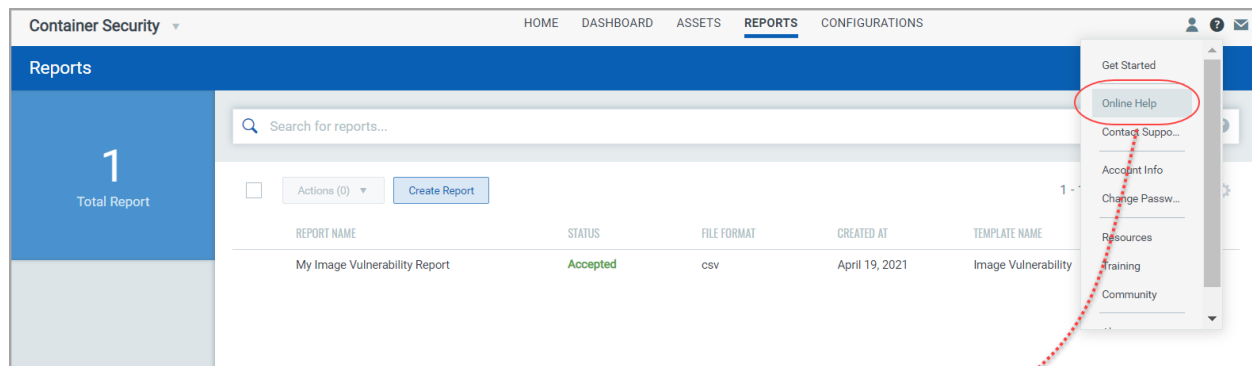 Container Security
HOME DASHBOARD ASSETS REPORTS CONFIGURATIONS
Reports
Get Started
Online Help
Contact Suppo...
Account Info
Change Passw...
Resources
Training
Community
Search for reports...
1
Total Report
Actions (0) Create Report
1 -
REPORT NAME STATUS FILE FORMAT CREATED AT TEMPLATE NAME
My Image Vulnerability Report Accepted csv April 19, 2021 Image Vulnerability